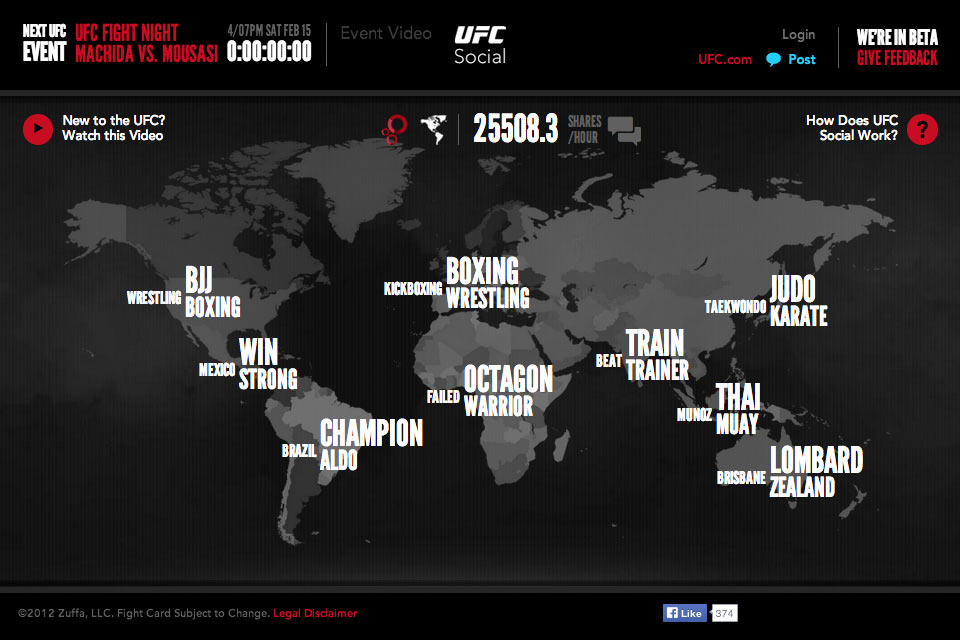 NEXT UFC
EVENT
UFC FIGHT NIGHT
MACHIDA VS. MOUSASI
4/07PM SAT FEB 15
0:00:00:00
Event Video
UFC
Social
Login
UFC.com
Post
WE'RE IN BETA
GIVE FEEDBACK
New to the UFC?
Watch this Video
25508.3
SHARES
/HOUR
How Does UFC
Social Work?
?
BJJ
WRESTLING BOXING
BOXING
KICKBOXING WRESTLING
JUDO
TAEKWONDO KARATE
WIN
MEXICO STRONG
TRAIN
BEAT TRAINER
OCTAGON
FAILED WARRIOR
THAI
MUNOZ MUAY
CHAMPION
BRAZIL ALDO
LOMBARD
BRISBANE ZEALAND
©2012 Zuffa, LLC. Fight Card Subject to Change. Legal Disclaimer
f Like 374